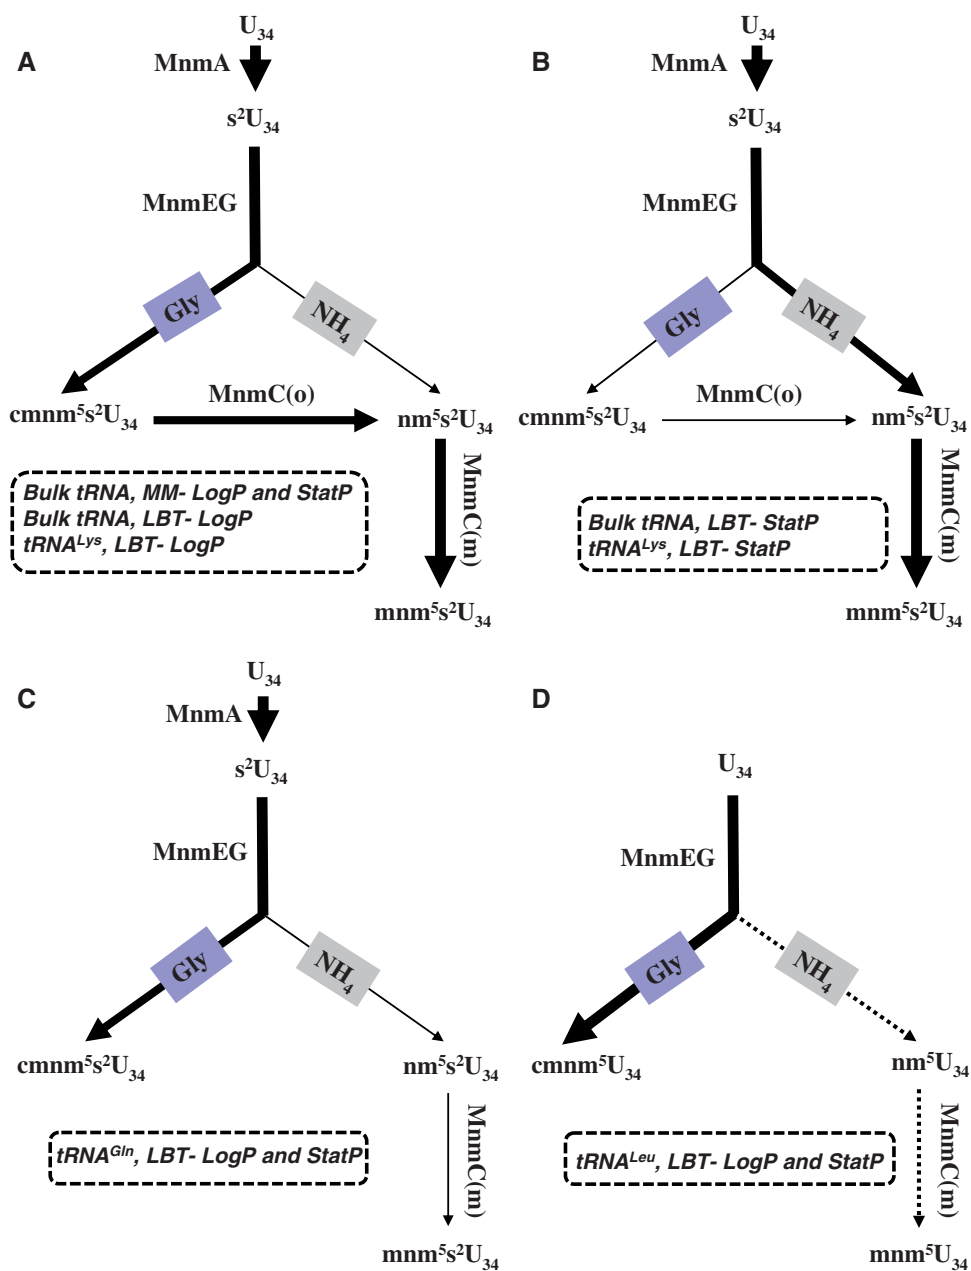 A
U₃₄
MnmA
s²U₃₄
MnmEG
Gly
NH₄
cmnm⁵s²U₃₄
MnmC(o)
nm⁵s²U₃₄
MnmC(m)
mnm⁵s²U₃₄
Bulk tRNA, MM- LogP and StatP
Bulk tRNA, LBT- LogP
tRNAᴸʸˢ, LBT- LogP
B
U₃₄
MnmA
s²U₃₄
MnmEG
Gly
NH₄
cmnm⁵s²U₃₄
MnmC(o)
nm⁵s²U₃₄
MnmC(m)
mnm⁵s²U₃₄
Bulk tRNA, LBT- StatP
tRNAᴸʸˢ, LBT- StatP
C
U₃₄
MnmA
s²U₃₄
MnmEG
Gly
NH₄
cmnm⁵s²U₃₄
nm⁵s²U₃₄
MnmC(m)
mnm⁵s²U₃₄
tRNAᴳˡⁿ, LBT- LogP and StatP
D
U₃₄
MnmEG
Gly
NH₄
cmnm⁵U₃₄
nm⁵U₃₄
MnmC(m)
mnm⁵U₃₄
tRNAᴸᵉᵘ, LBT- LogP and StatP